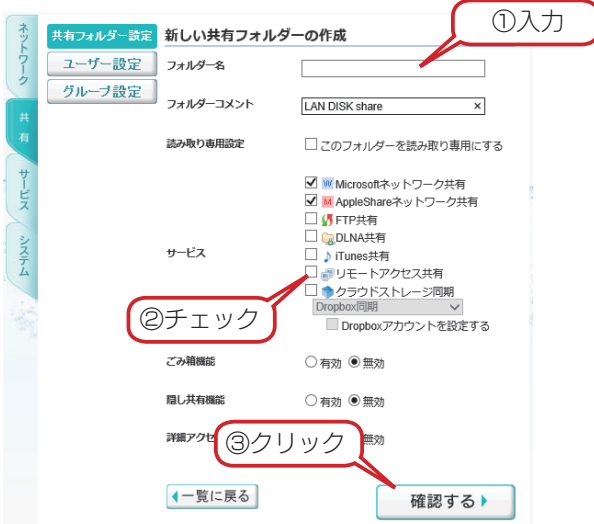 ①入力
ネットワーク
共有
サービス
システム
共有フォルダー設定
ユーザー設定
グループ設定
新しい共有フォルダーの作成
フォルダー名
フォルダーコメント
LAN DISK share ×
読み取り専用設定
このフォルダーを読み取り専用にする
サービス
Microsoftネットワーク共有
AppleShareネットワーク共有
FTP共有
DLNA共有
iTunes共有
リモートアクセス共有
クラウドストレージ同期
Dropbox同期
Dropboxアカウントを設定する
②チェック
ごみ箱機能
有効 無効
隠し共有機能
有効 無効
詳細アクセ
無効
③クリック
一覧に戻る
確認する